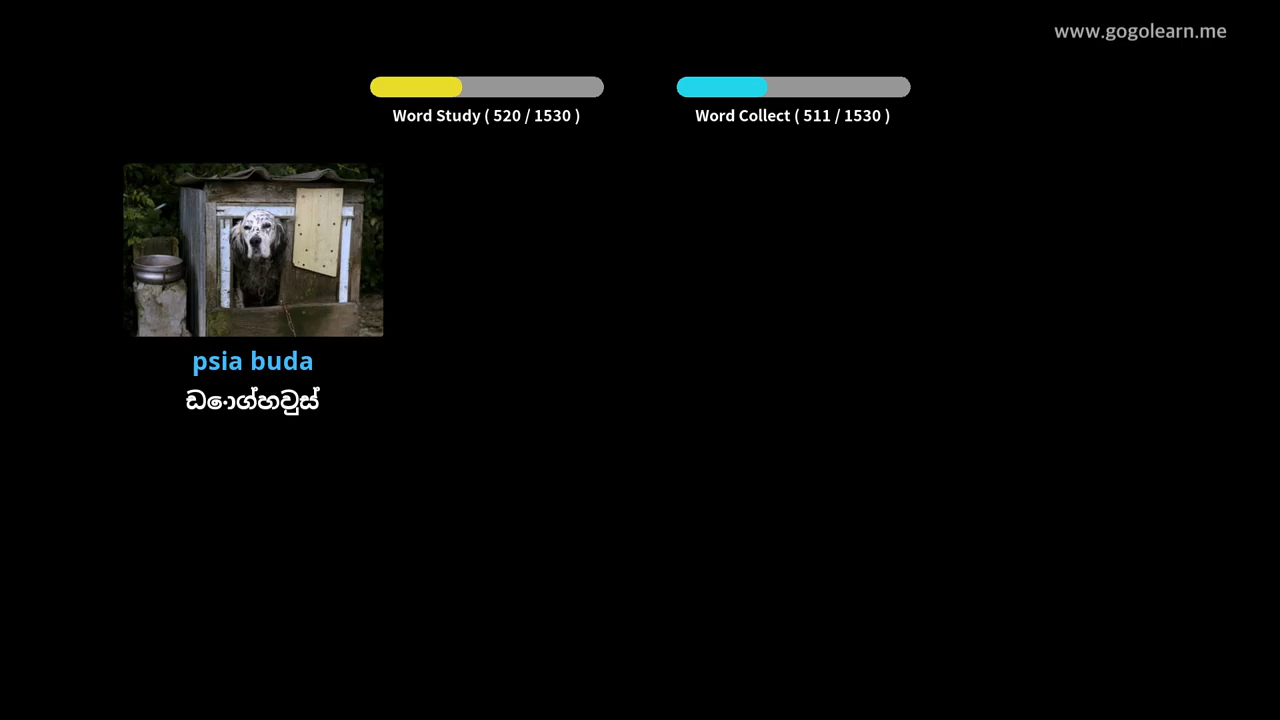 www.gogolearn.me
Word Study ( 520 / 1530 )
Word Collect ( 511 / 1530 )
psia buda
ඩොග්හවුස්